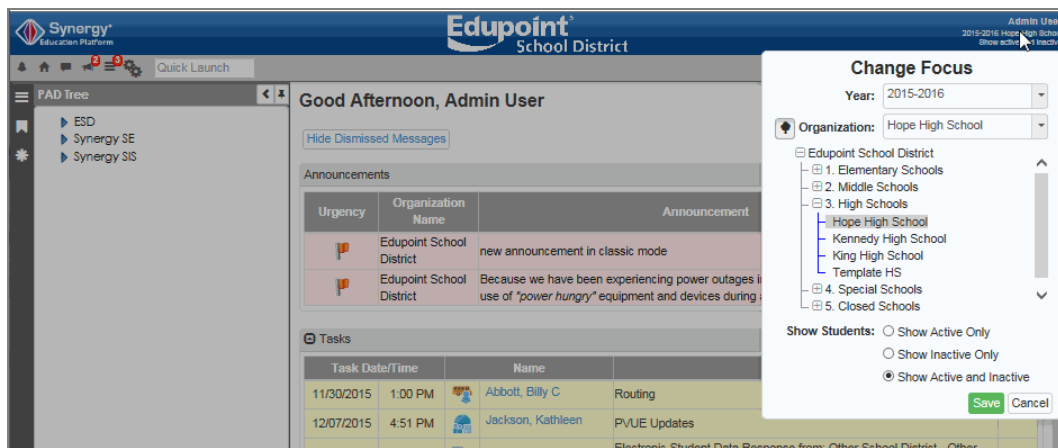 Synergy
Education Platform
Edupoint
School District
Admin User
2015-2016 Hope High School
Show active and Inactive
2
3
Quick Launch
PAD Tree
ESD
Synergy SE
Synergy SIS
Good Afternoon, Admin User
Hide Dismissed Messages
Announcements
Urgency Organization Name Announcement
Edupoint School District new announcement in classic mode
Edupoint School District Because we have been experiencing power outages
use of "power hungry" equipment and devices during
Tasks
Task Date/Time Name
11/30/2015 1:00 PM Abbott, Billy C Routing
12/07/2015 4:51 PM Jackson, Kathleen PVUE Updates
Electronic Student Data Response from: Other School District - Other
Change Focus
Year: 2015-2016
Organization: Hope High School
Edupoint School District
1. Elementary Schools
2. Middle Schools
3. High Schools
Hope High School
Kennedy High School
King High School
Template HS
4. Special Schools
5. Closed Schools
Show Students: Show Active Only
Show Inactive Only
Show Active and Inactive
Save Cancel